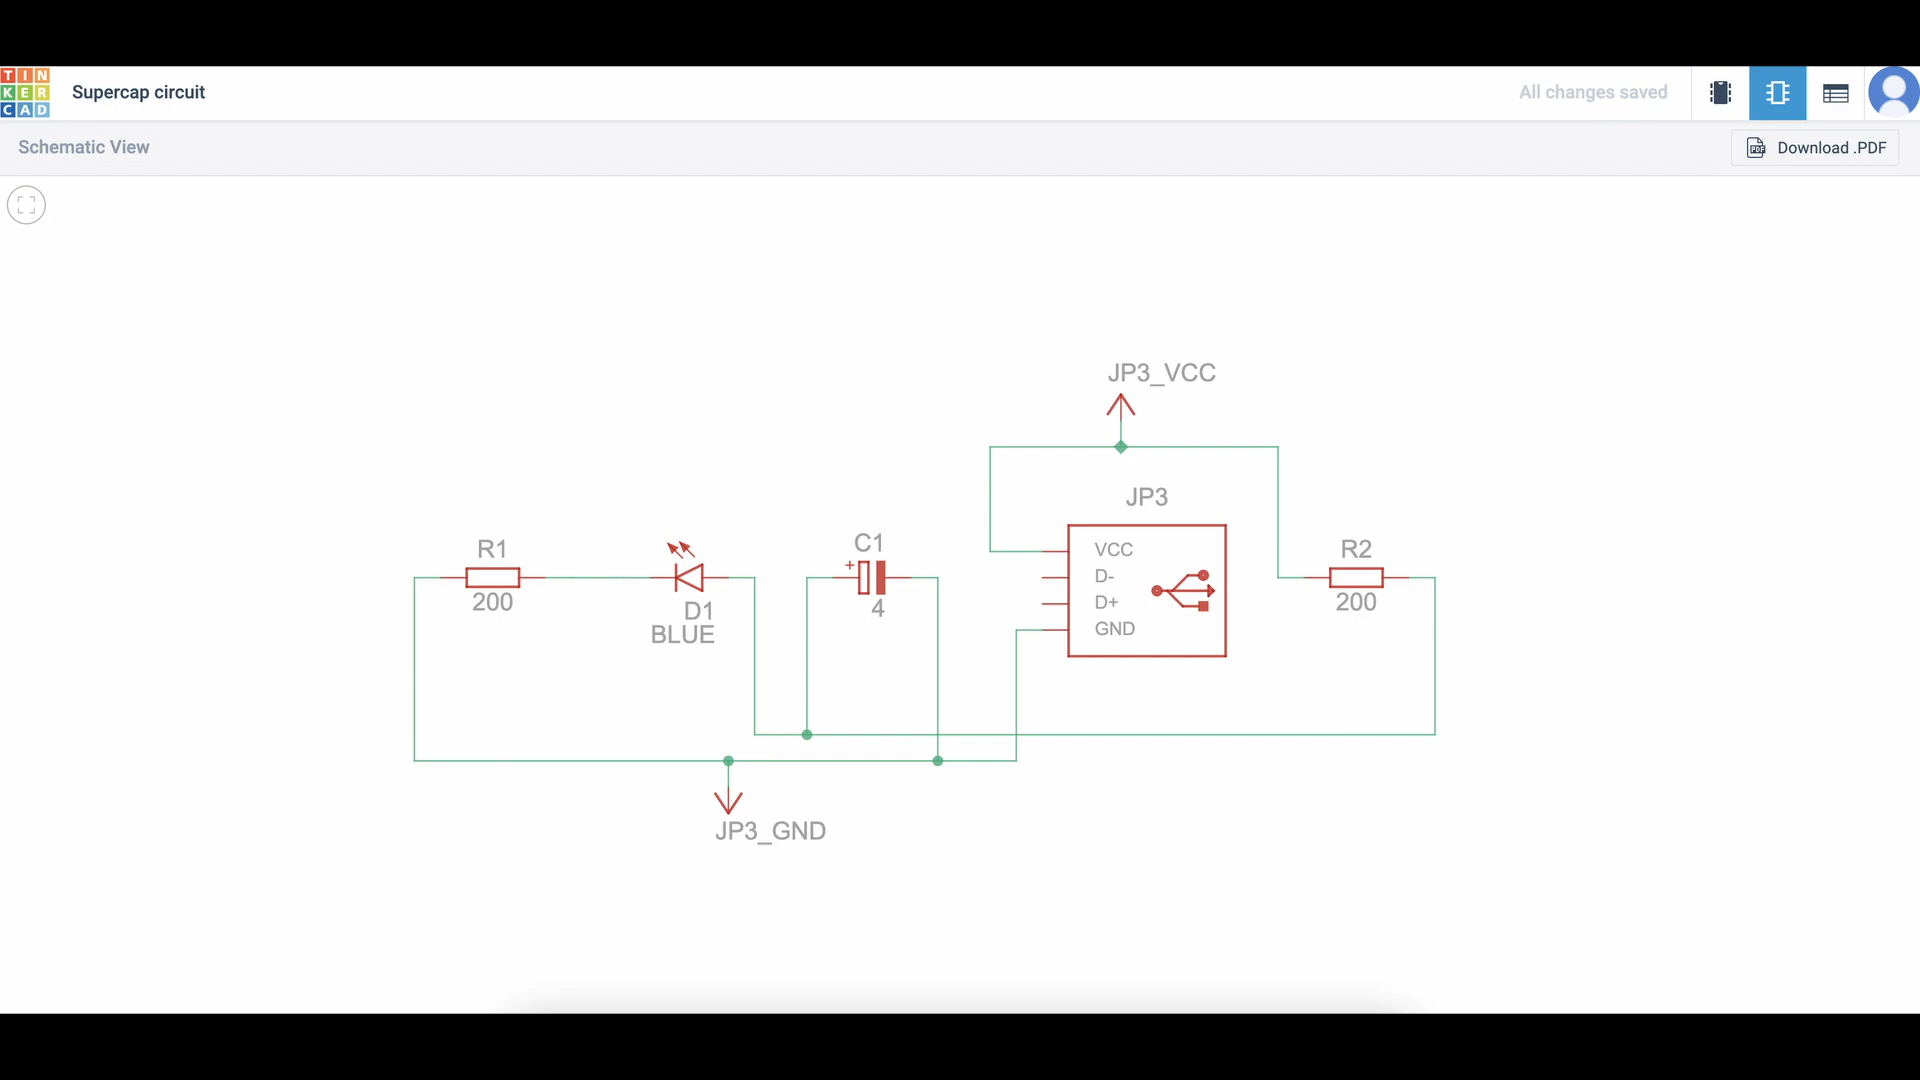 TIN
KER
CAD
Supercap circuit
All changes saved
Schematic View
Download .PDF
JP3_VCC
JP3
VCC
D-
D+
GND
R1
200
D1
BLUE
C1
+
4
R2
200
JP3_GND